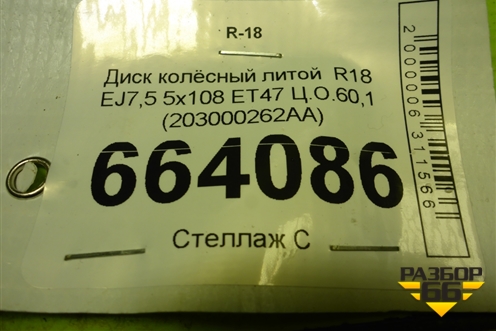 R-18
Диск колёсный литой R18
EJ7,5 5x108 ET47 Ц.О.60,1
(203000262AA)
664086
Стеллаж С
2000006311566
РАЗБОР
66